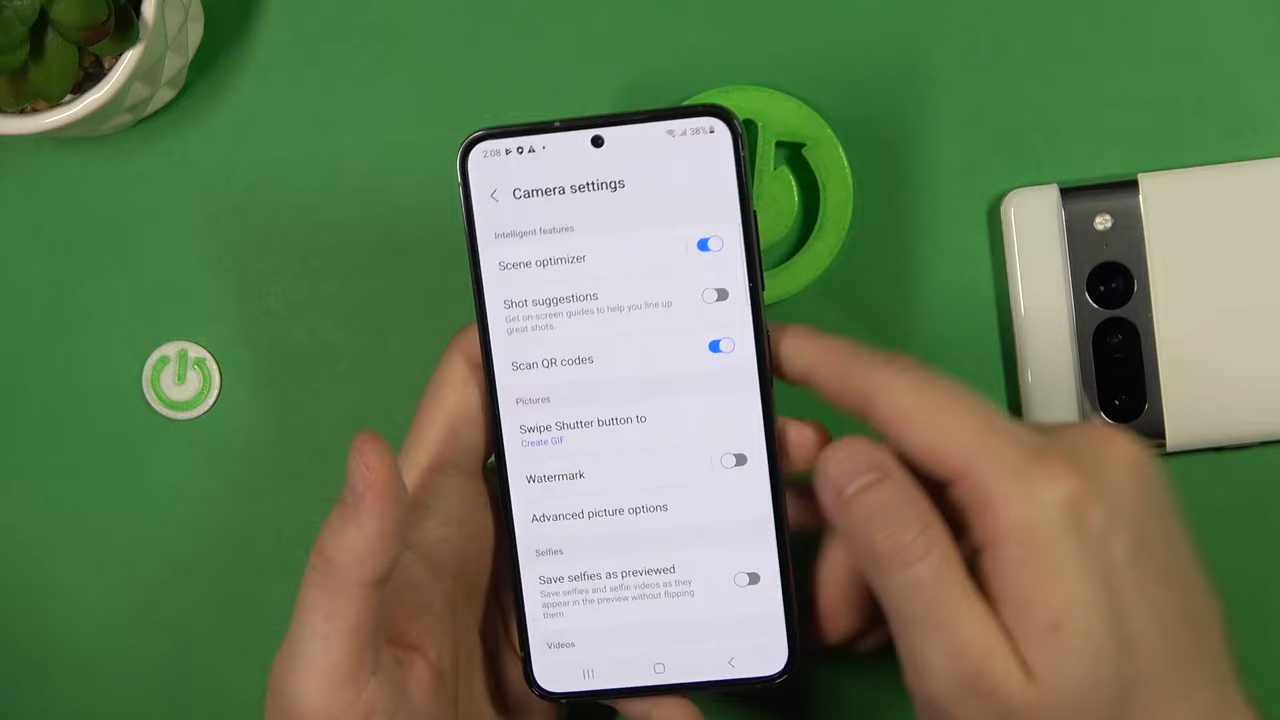 2:08
38%
Camera settings
Intelligent features
Scene optimizer
Shot suggestions
Get on-screen guides to help you line up
great shots.
Scan QR codes
Pictures
Swipe Shutter button to
Create GIF
Watermark
Advanced picture options
Selfies
Save selfies as previewed
Save selfies and selfie videos as they
appear in the preview without flipping
them.
Videos